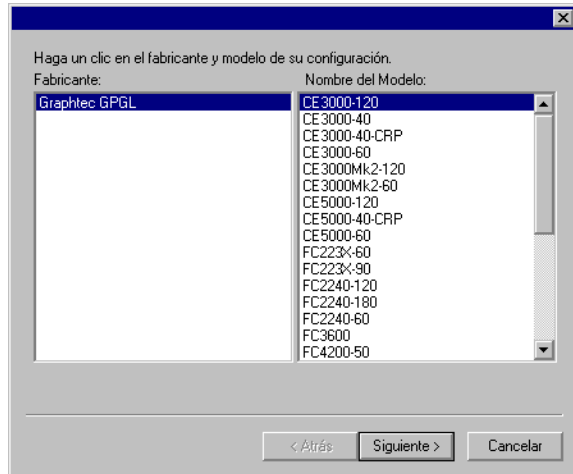 Haga un clic en el fabricante y modelo de su configuración.
Fabricante:
Nombre del Modelo:
Graphtec GPGL
CE3000-120
CE3000-40
CE3000-40-CRP
CE3000-60
CE3000Mk2-120
CE3000Mk2-60
CE5000-120
CE5000-40-CRP
CE5000-60
FC223X-60
FC223X-90
FC2240-120
FC2240-180
FC2240-60
FC3600
FC4200-50
< Atrás
Siguiente >
Cancelar